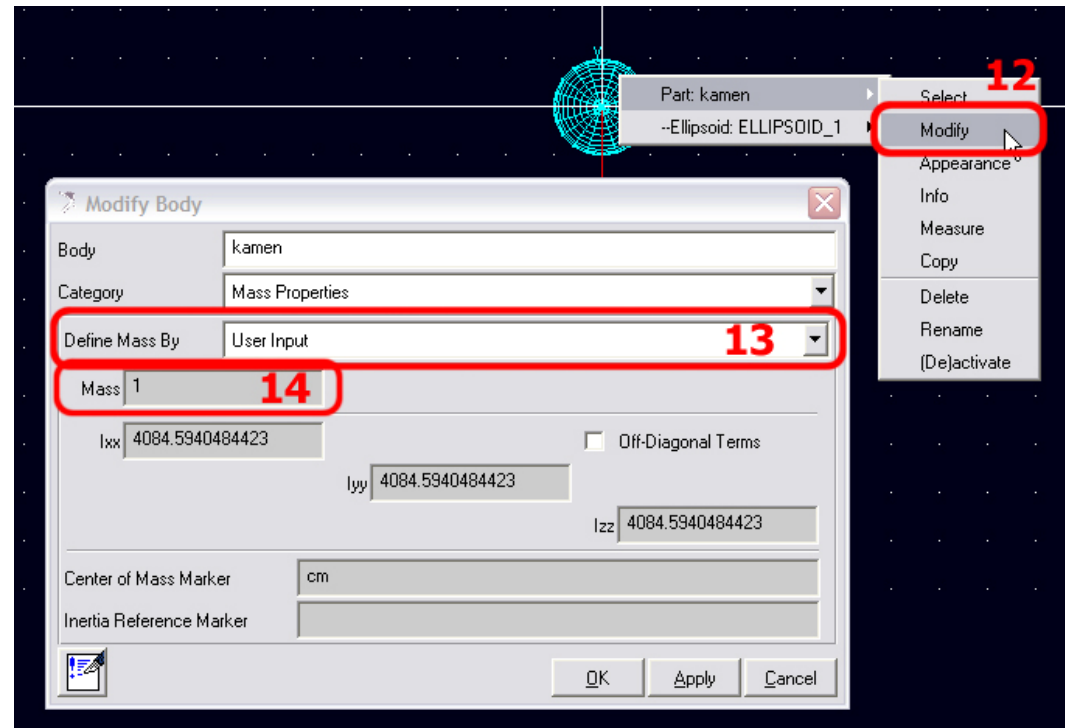 Y
12
Part: kamen
--Ellipsoid: ELLIPSOID_1
Select
Modify
Appearance
Info
Measure
Copy
Delete
Rename
(De)activate
Modify Body
Body kamen
Category Mass Properties
Define Mass By User Input 13
Mass 1 14
Ixx 4084.5940484423 Off-Diagonal Terms
Iyy 4084.5940484423
Izz 4084.5940484423
Center of Mass Marker cm
Inertia Reference Marker
OK Apply Cancel